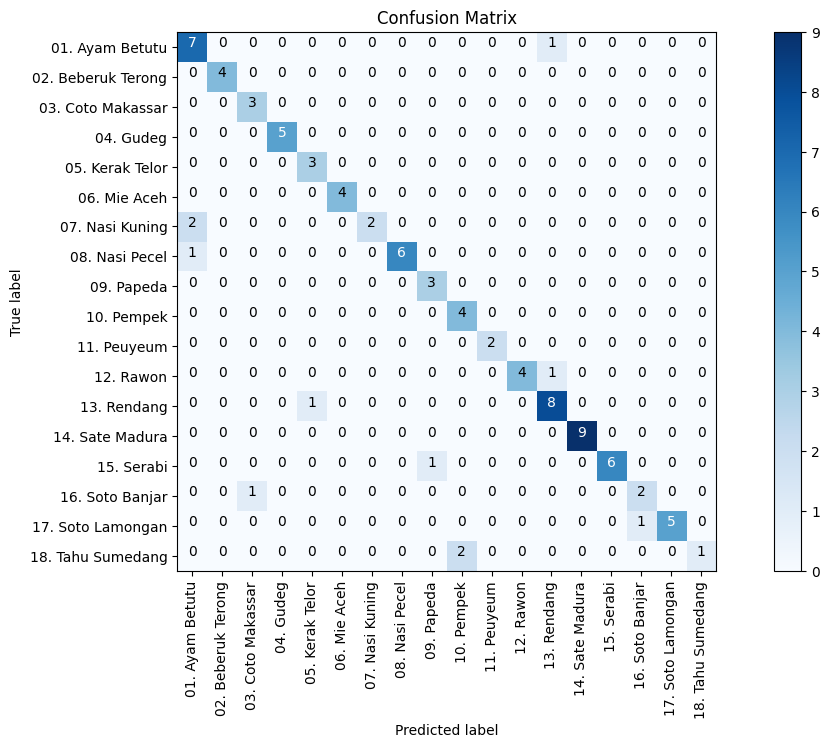 Confusion Matrix
True label
01. Ayam Betutu 7 0 0 0 0 0 0 0 0 0 0 0 1 0 0 0 0 0
02. Beberuk Terong 0 4 0 0 0 0 0 0 0 0 0 0 0 0 0 0 0 0
03. Coto Makassar 0 0 3 0 0 0 0 0 0 0 0 0 0 0 0 0 0 0
04. Gudeg 0 0 0 5 0 0 0 0 0 0 0 0 0 0 0 0 0 0
05. Kerak Telor 0 0 0 0 3 0 0 0 0 0 0 0 0 0 0 0 0 0
06. Mie Aceh 0 0 0 0 0 4 0 0 0 0 0 0 0 0 0 0 0 0
07. Nasi Kuning 2 0 0 0 0 0 2 0 0 0 0 0 0 0 0 0 0 0
08. Nasi Pecel 1 0 0 0 0 0 0 6 0 0 0 0 0 0 0 0 0 0
09. Papeda 0 0 0 0 0 0 0 0 3 0 0 0 0 0 0 0 0 0
10. Pempek 0 0 0 0 0 0 0 0 0 4 0 0 0 0 0 0 0 0
11. Peuyeum 0 0 0 0 0 0 0 0 0 0 2 0 0 0 0 0 0 0
12. Rawon 0 0 0 0 0 0 0 0 0 0 0 4 1 0 0 0 0 0
13. Rendang 0 0 0 0 1 0 0 0 0 0 0 0 8 0 0 0 0 0
14. Sate Madura 0 0 0 0 0 0 0 0 0 0 0 0 0 9 0 0 0 0
15. Serabi 0 0 0 0 0 0 0 0 1 0 0 0 0 0 6 0 0 0
16. Soto Banjar 0 0 1 0 0 0 0 0 0 0 0 0 0 0 0 2 0 0
17. Soto Lamongan 0 0 0 0 0 0 0 0 0 0 0 0 0 0 0 1 5 0
18. Tahu Sumedang 0 0 0 0 0 0 0 0 0 2 0 0 0 0 0 0 0 1
01. Ayam Betutu
02. Beberuk Terong
03. Coto Makassar
04. Gudeg
05. Kerak Telor
06. Mie Aceh
07. Nasi Kuning
08. Nasi Pecel
09. Papeda
10. Pempek
11. Peuyeum
12. Rawon
13. Rendang
14. Sate Madura
15. Serabi
16. Soto Banjar
17. Soto Lamongan
18. Tahu Sumedang
Predicted label
9
8
7
6
5
4
3
2
1
0